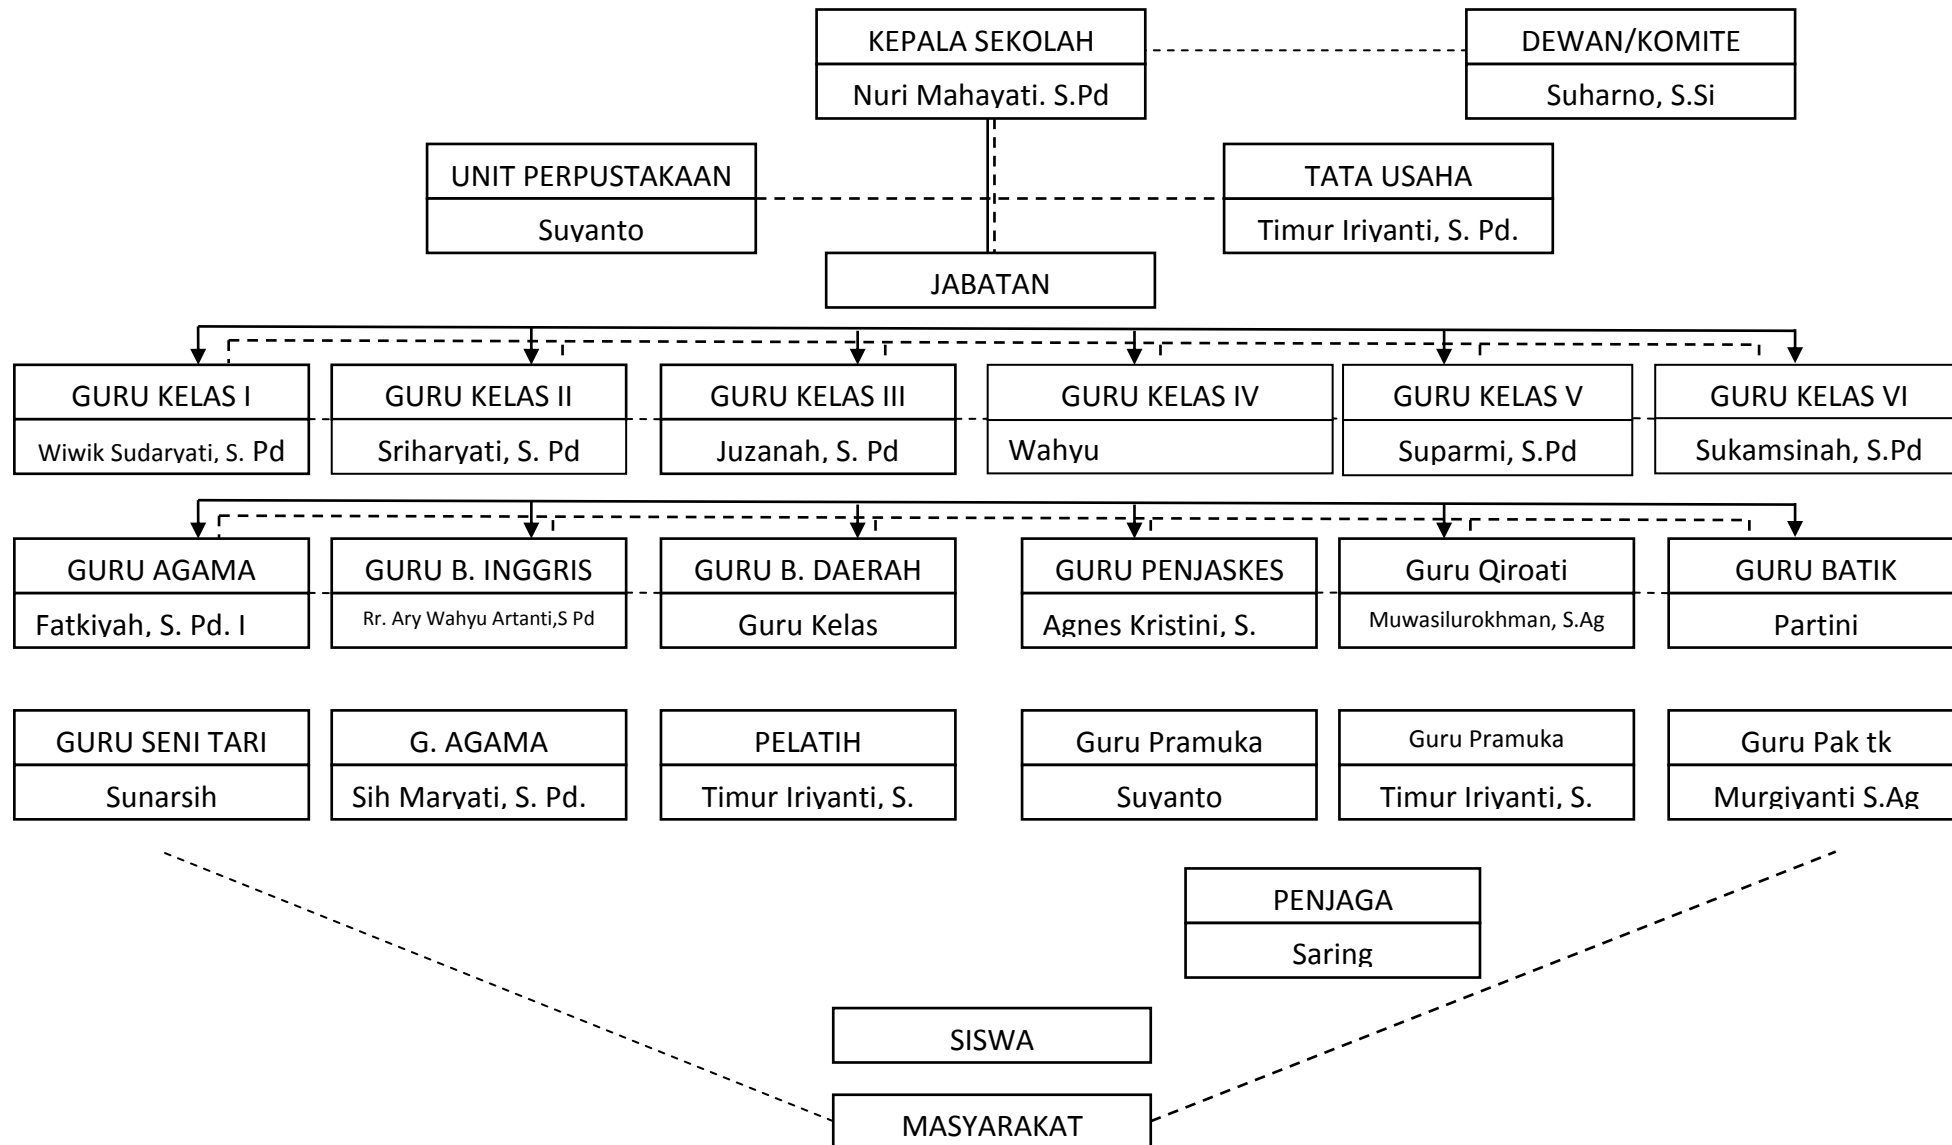 KEPALA SEKOLAH
Nuri Mahayati. S.Pd
DEWAN/KOMITE
Suharno, S.Si
UNIT PERPUSTAKAAN
Suyanto
TATA USAHA
Timur Iriyanti, S. Pd.
JABATAN
GURU KELAS I
Wiwik Sudaryati, S. Pd
GURU KELAS II
Sriharyati, S. Pd
GURU KELAS III
Juzanah, S. Pd
GURU KELAS IV
Wahyu
GURU KELAS V
Suparmi, S.Pd
GURU KELAS VI
Sukamsinah, S.Pd
GURU AGAMA
Fatkiyah, S. Pd. I
GURU B. INGGRIS
Rr. Ary Wahyu Artanti,S Pd
GURU B. DAERAH
Guru Kelas
GURU PENJASKES
Agnes Kristini, S.
Guru Qiroati
Muwasilurokhman, S.Ag
GURU BATIK
Partini
GURU SENI TARI
Sunarsih
G. AGAMA
Sih Maryati, S. Pd.
PELATIH
Timur Iriyanti, S.
Guru Pramuka
Suyanto
Guru Pramuka
Timur Iriyanti, S.
Guru Pak tk
Murgiyanti S.Ag
PENJAGA
Saring
SISWA
MASYARAKAT